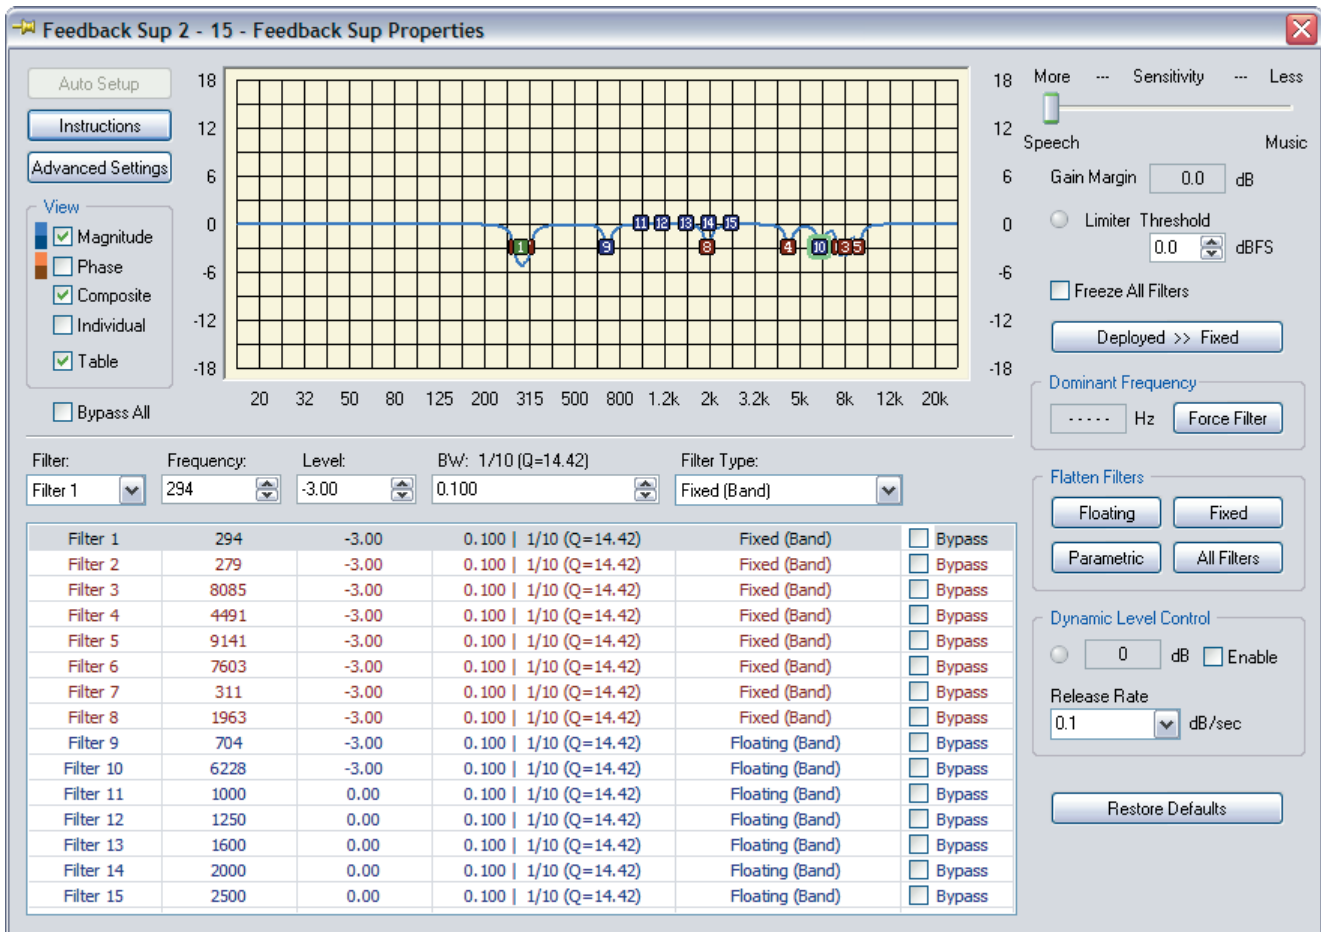 Feedback Sup 2 - 15 - Feedback Sup Properties
Auto Setup
Instructions
Advanced Settings
View
Magnitude
Phase
Composite
Individual
Table
Bypass All
18
12
6
0
-6
-12
-18
1
9
11
12
13
14
15
8
4
10
3
5
18
12
6
0
-6
-12
-18
20 32 50 80 125 200 315 500 800 1.2k 2k 3.2k 5k 8k 12k 20k
More --- Sensitivity --- Less
Speech Music
Gain Margin 0.0 dB
Limiter Threshold
0.0 dBFS
Freeze All Filters
Deployed >> Fixed
Dominant Frequency
----- Hz Force Filter
Flatten Filters
Floating Fixed
Parametric All Filters
Dynamic Level Control
0 dB Enable
Release Rate
0.1 dB/sec
Restore Defaults
Filter: Frequency: Level: BW: 1/10 (Q=14.42) Filter Type:
Filter 1 294 -3.00 0.100 Fixed (Band)
Filter 1 294 -3.00 0.100 | 1/10 (Q=14.42) Fixed (Band) Bypass
Filter 2 279 -3.00 0.100 | 1/10 (Q=14.42) Fixed (Band) Bypass
Filter 3 8085 -3.00 0.100 | 1/10 (Q=14.42) Fixed (Band) Bypass
Filter 4 4491 -3.00 0.100 | 1/10 (Q=14.42) Fixed (Band) Bypass
Filter 5 9141 -3.00 0.100 | 1/10 (Q=14.42) Fixed (Band) Bypass
Filter 6 7603 -3.00 0.100 | 1/10 (Q=14.42) Fixed (Band) Bypass
Filter 7 311 -3.00 0.100 | 1/10 (Q=14.42) Fixed (Band) Bypass
Filter 8 1963 -3.00 0.100 | 1/10 (Q=14.42) Fixed (Band) Bypass
Filter 9 704 -3.00 0.100 | 1/10 (Q=14.42) Floating (Band) Bypass
Filter 10 6228 -3.00 0.100 | 1/10 (Q=14.42) Floating (Band) Bypass
Filter 11 1000 0.00 0.100 | 1/10 (Q=14.42) Floating (Band) Bypass
Filter 12 1250 0.00 0.100 | 1/10 (Q=14.42) Floating (Band) Bypass
Filter 13 1600 0.00 0.100 | 1/10 (Q=14.42) Floating (Band) Bypass
Filter 14 2000 0.00 0.100 | 1/10 (Q=14.42) Floating (Band) Bypass
Filter 15 2500 0.00 0.100 | 1/10 (Q=14.42) Floating (Band) Bypass